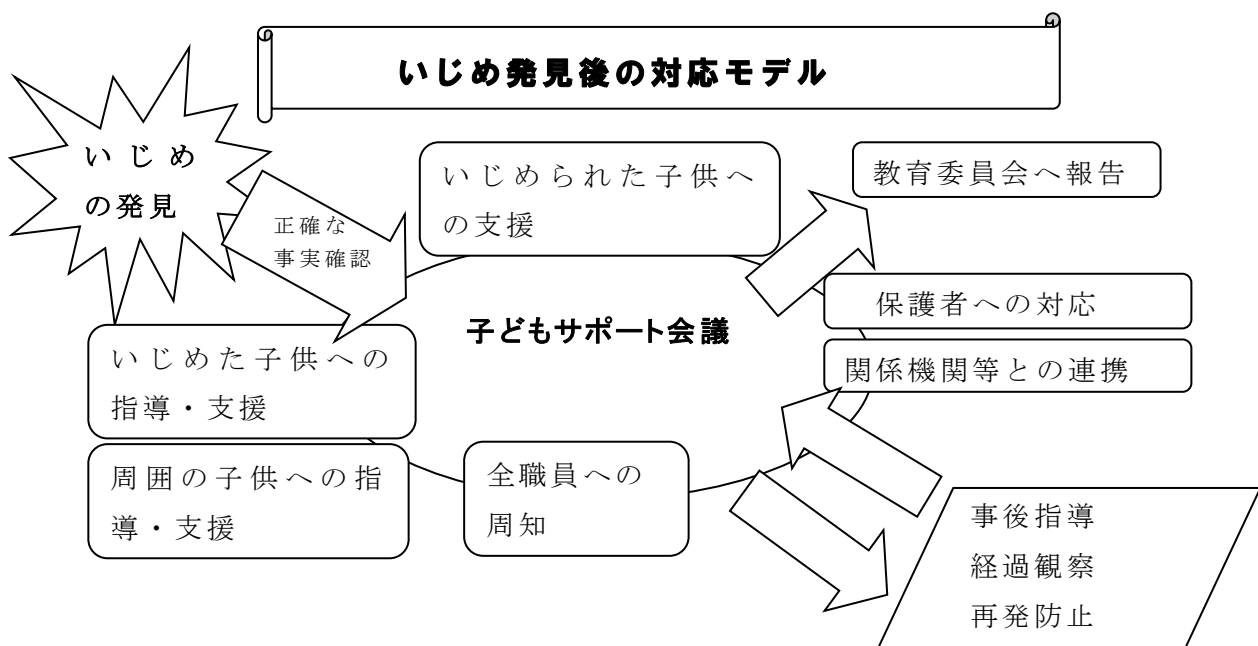 いじめ発見後の対応モデル
いじめ
の発見
正確な
事実確認
いじめられた子供へ
の支援
教育委員会へ報告
保護者への対応
子どもサポート会議
関係機関等との連携
いじめた子供への
指導・支援
周囲の子供への指
導・支援
全職員への
周知
事後指導
経過観察
再発防止